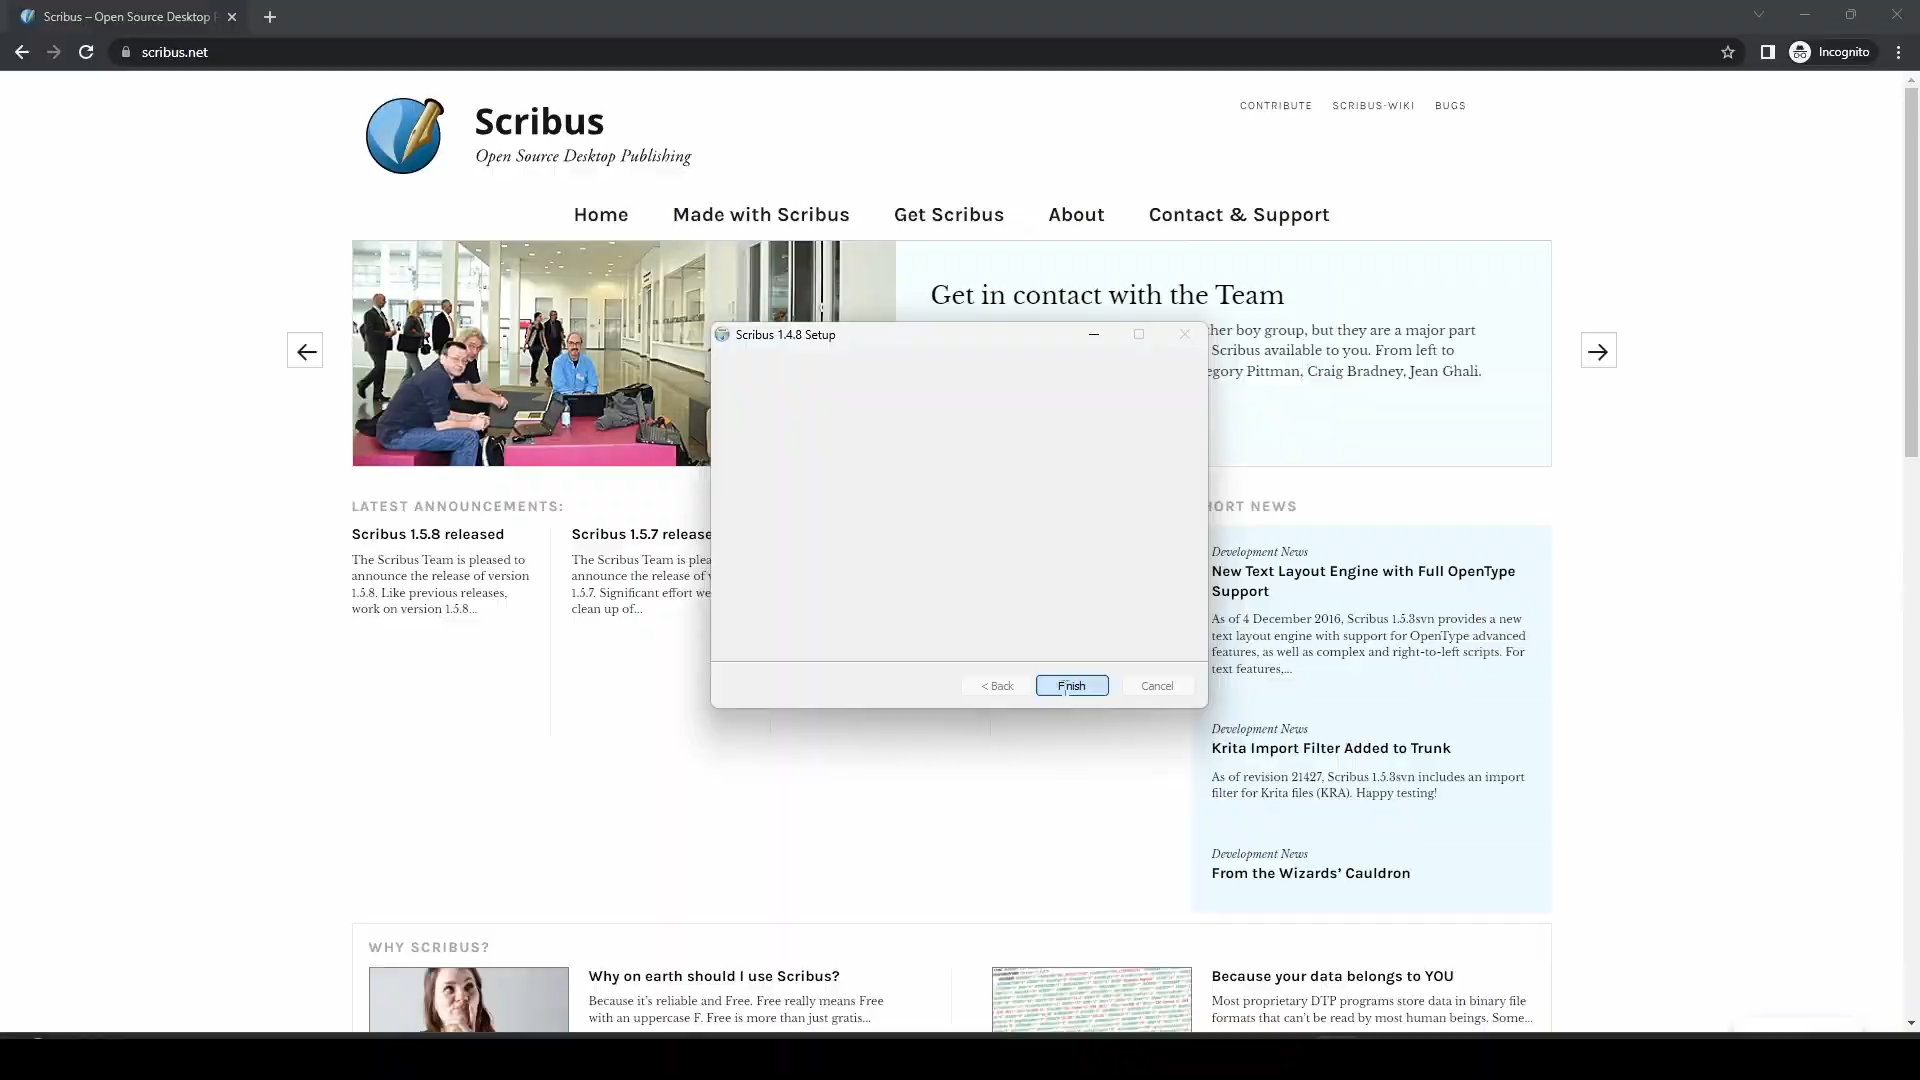 Scribus – Open Source Desktop
scribus.net
Incognito
Scribus
Open Source Desktop Publishing
CONTRIBUTE
SCRIBUS-WIKI
BUGS
Home
Made with Scribus
Get Scribus
About
Contact & Support
Get in contact with the Team
her boy group, but they are a major part
Scribus available to you. From left to
egory Pittman, Craig Bradney, Jean Ghali.
Scribus 1.4.8 Setup
< Back
Finish
Cancel
LATEST ANNOUNCEMENTS:
Scribus 1.5.8 released
The Scribus Team is pleased to
announce the release of version
1.5.8. Like previous releases,
work on version 1.5.8...
Scribus 1.5.7 release
The Scribus Team is plea
announce the release of
1.5.7. Significant effort we
clean up of...
ORT NEWS
Development News
New Text Layout Engine with Full OpenType
Support
As of 4 December 2016, Scribus 1.5.3svn provides a new
text layout engine with support for OpenType advanced
features, as well as complex and right-to-left scripts. For
text features,...
Development News
Krita Import Filter Added to Trunk
As of revision 21427, Scribus 1.5.3svn includes an import
filter for Krita files (KRA). Happy testing!
Development News
From the Wizards’ Cauldron
WHY SCRIBUS?
Why on earth should I use Scribus?
Because it’s reliable and Free. Free really means Free
with an uppercase F. Free is more than just gratis...
Because your data belongs to YOU
Most proprietary DTP programs store data in binary file
formats that can’t be read by most human beings. Some...